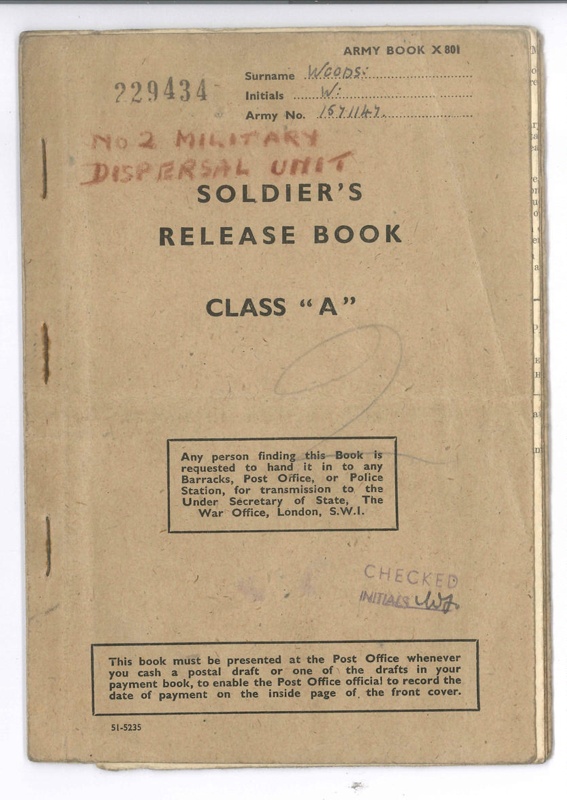 ARMY BOOK X 801
229434
Surname WOODS:
Initials W:
Army No. 1571147.
NO 2 MILITARY
DISPERSAL UNIT
SOLDIER'S
RELEASE BOOK
CLASS "A"
Any person finding this Book is
requested to hand it in to any
Barracks, Post Office, or Police
Station, for transmission to the
Under Secretary of State, The
War Office, London, S.W.1.
CHECKED
INITIALS
This book must be presented at the Post Office whenever
you cash a postal draft or one of the drafts in your
payment book, to enable the Post Office official to record the
date of payment on the inside page of the front cover.
51-5235